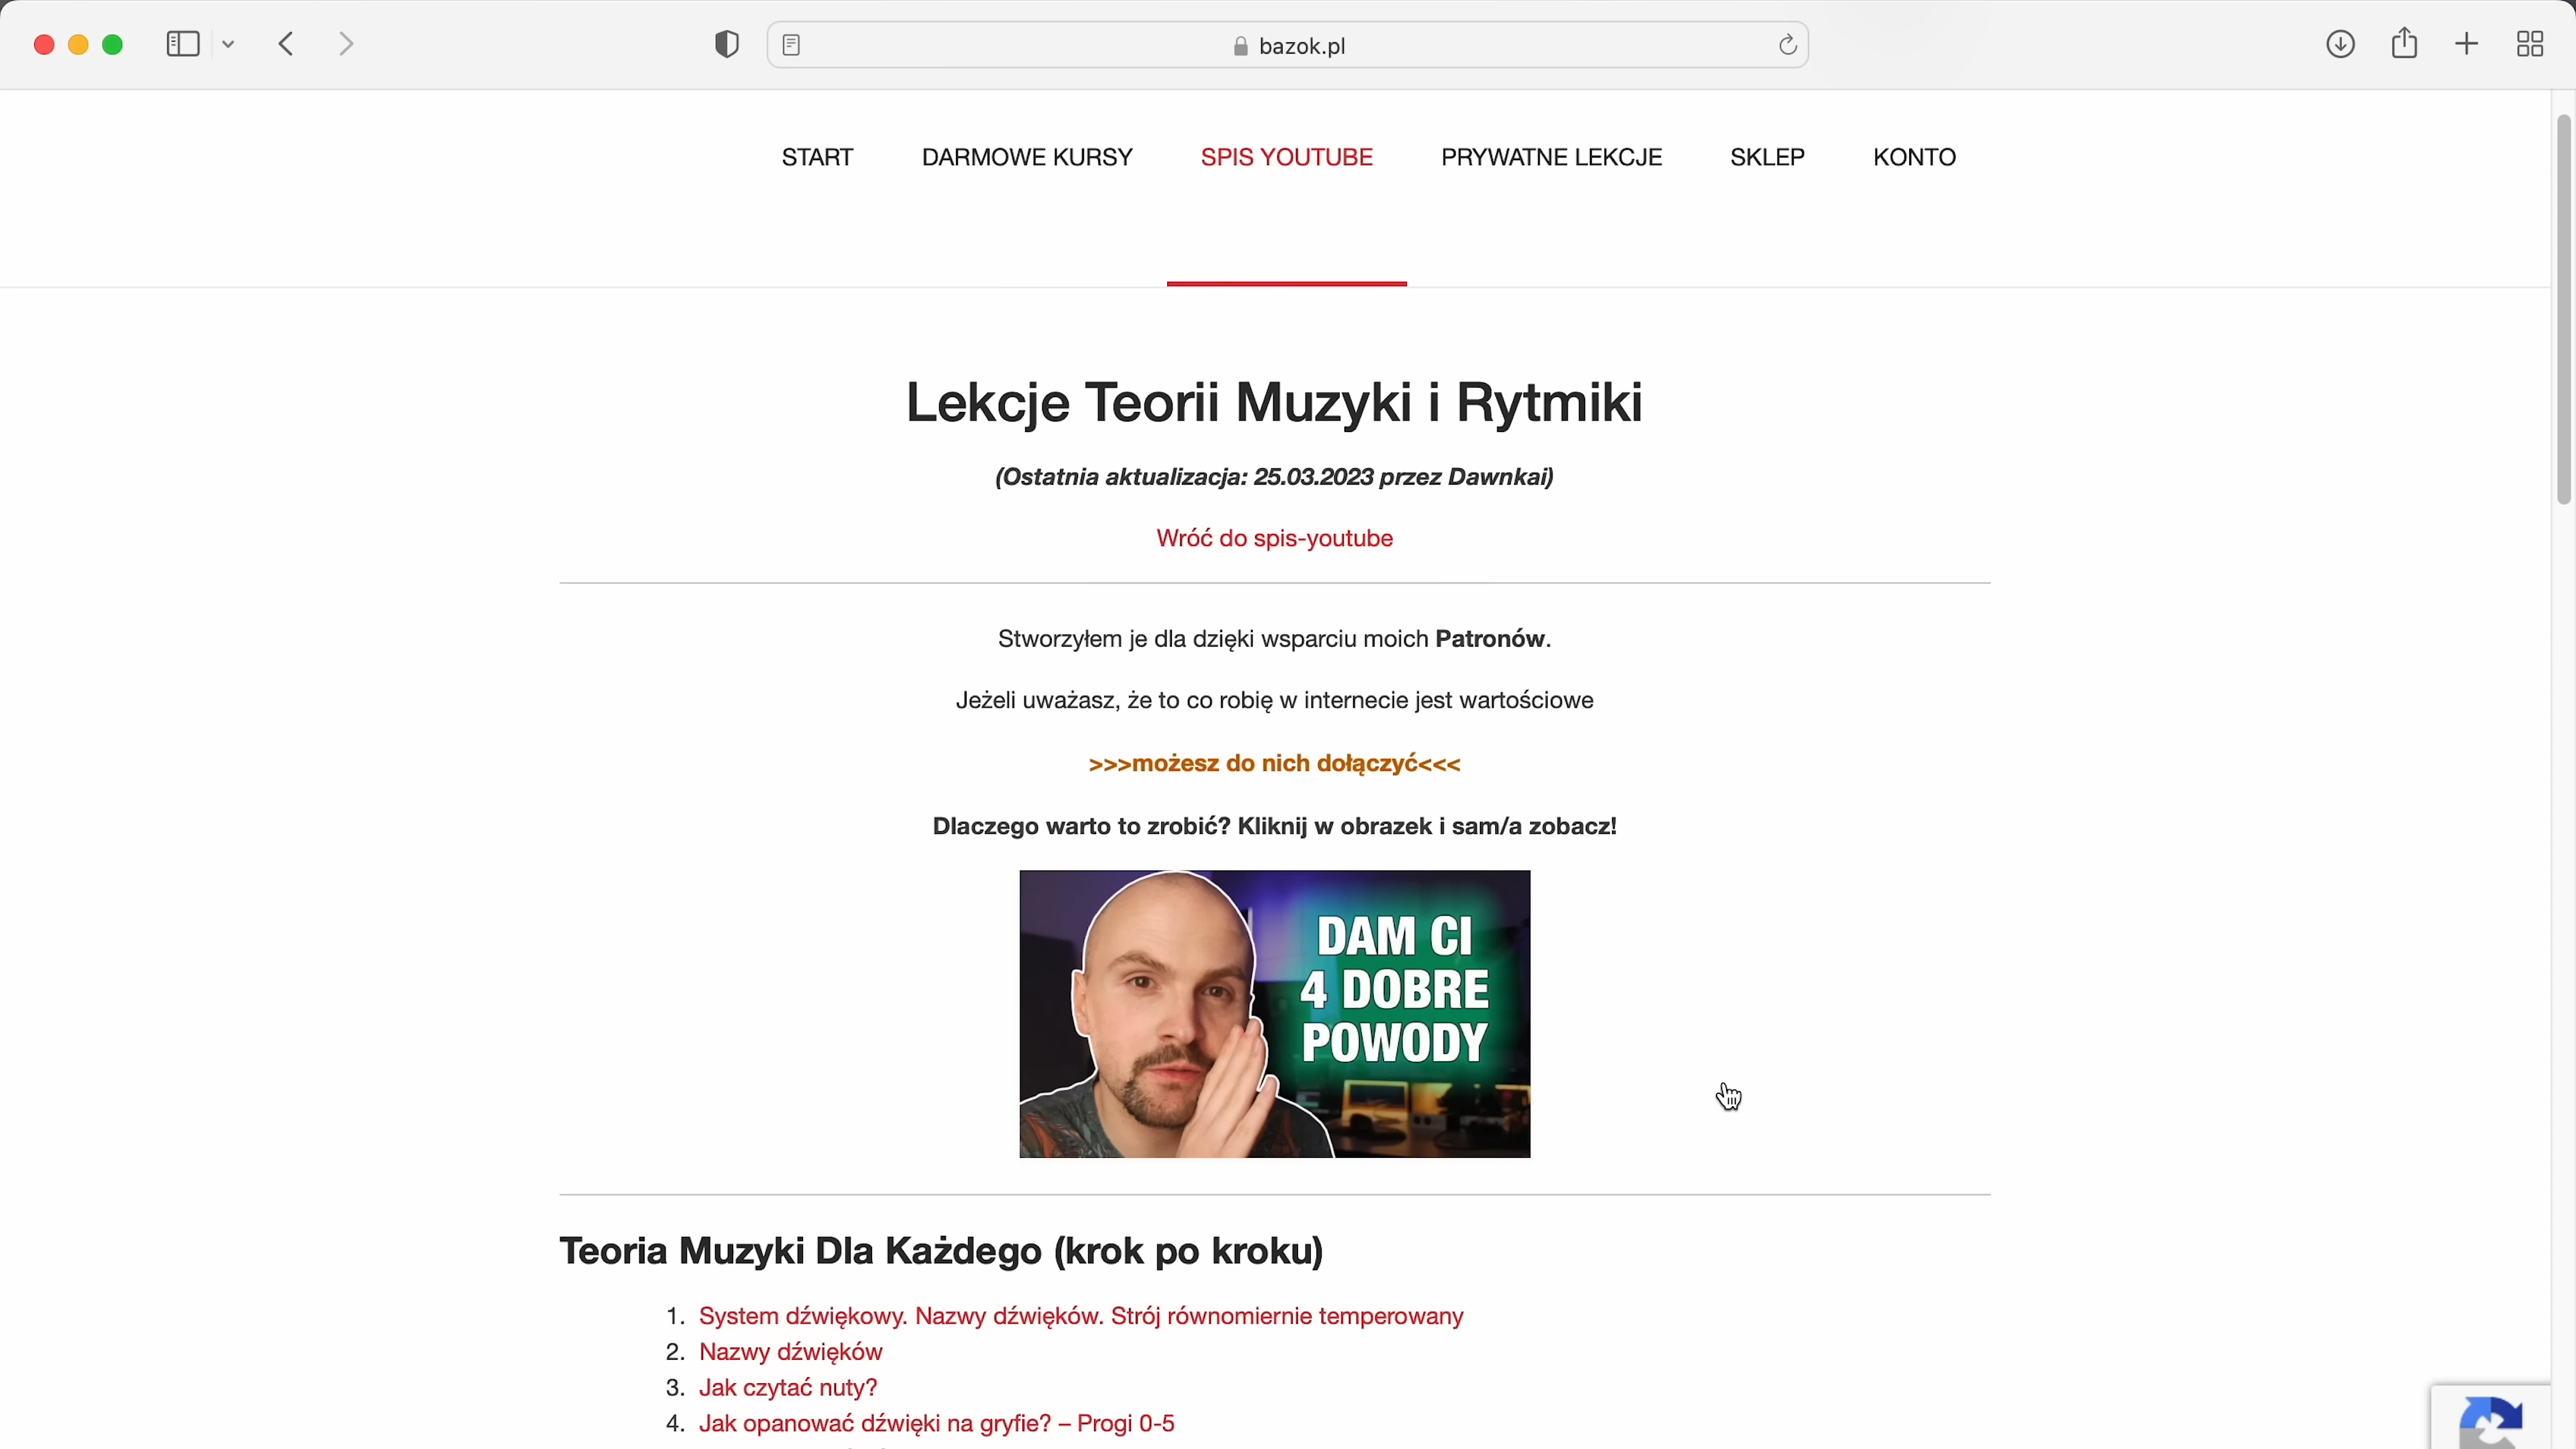 bazok.pl
START DARMOWE KURSY SPIS YOUTUBE PRYWATNE LEKCJE SKLEP KONTO
Lekcje Teorii Muzyki i Rytmiki
(Ostatnia aktualizacja: 25.03.2023 przez Dawnkai)
Wróć do spis-youtube
Stworzyłem je dla dzięki wsparciu moich Patronów.
Jeżeli uważasz, że to co robię w internecie jest wartościowe
>>>możesz do nich dołączyć<<<
Dlaczego warto to zrobić? Kliknij w obrazek i sam/a zobacz!
DAM CI
4 DOBRE
POWODY
Teoria Muzyki Dla Każdego (krok po kroku)
1. System dźwiękowy. Nazwy dźwięków. Strój równomiernie temperowany
2. Nazwy dźwięków
3. Jak czytać nuty?
4. Jak opanować dźwięki na gryfie? – Progi 0-5